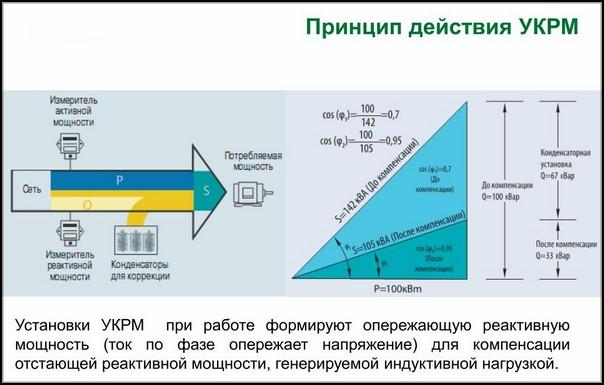 Принцип действия УКРМ
Измеритель
активной
мощности
Сеть
P
Q
S
Потребляемая
мощность
Измеритель
реактивной
мощности
Конденсаторы
для коррекции
cos (φ₁)=100/142=0,7
cos (φ₂)=100/105=0,95
S=142 кВА (До компенсации)
S=105 кВА (После компенсации)
cos (φ₁)=0,7
(До
компенсации)
cos (φ₂)=0,95
(После
компенсации)
φ₁
φ₂
P=100кВт
До компенсации
Q=100 кВар
Конденсаторная
установка
Q=67 кВар
После компенсации
Q=33 кВар
Установки УКРМ при работе формируют опережающую реактивную
мощность (ток по фазе опережает напряжение) для компенсации
отстающей реактивной мощности, генерируемой индуктивной нагрузкой.